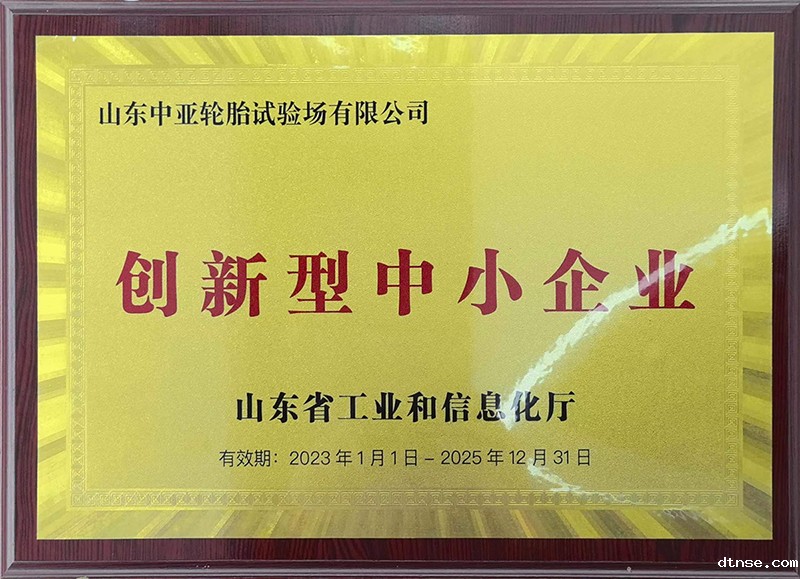 山东中亚轮胎试验场有限公司
创新型中小企业
山东省工业和信息化厅
有效期：2023年1月1日-2025年12月31日
dtnse.com